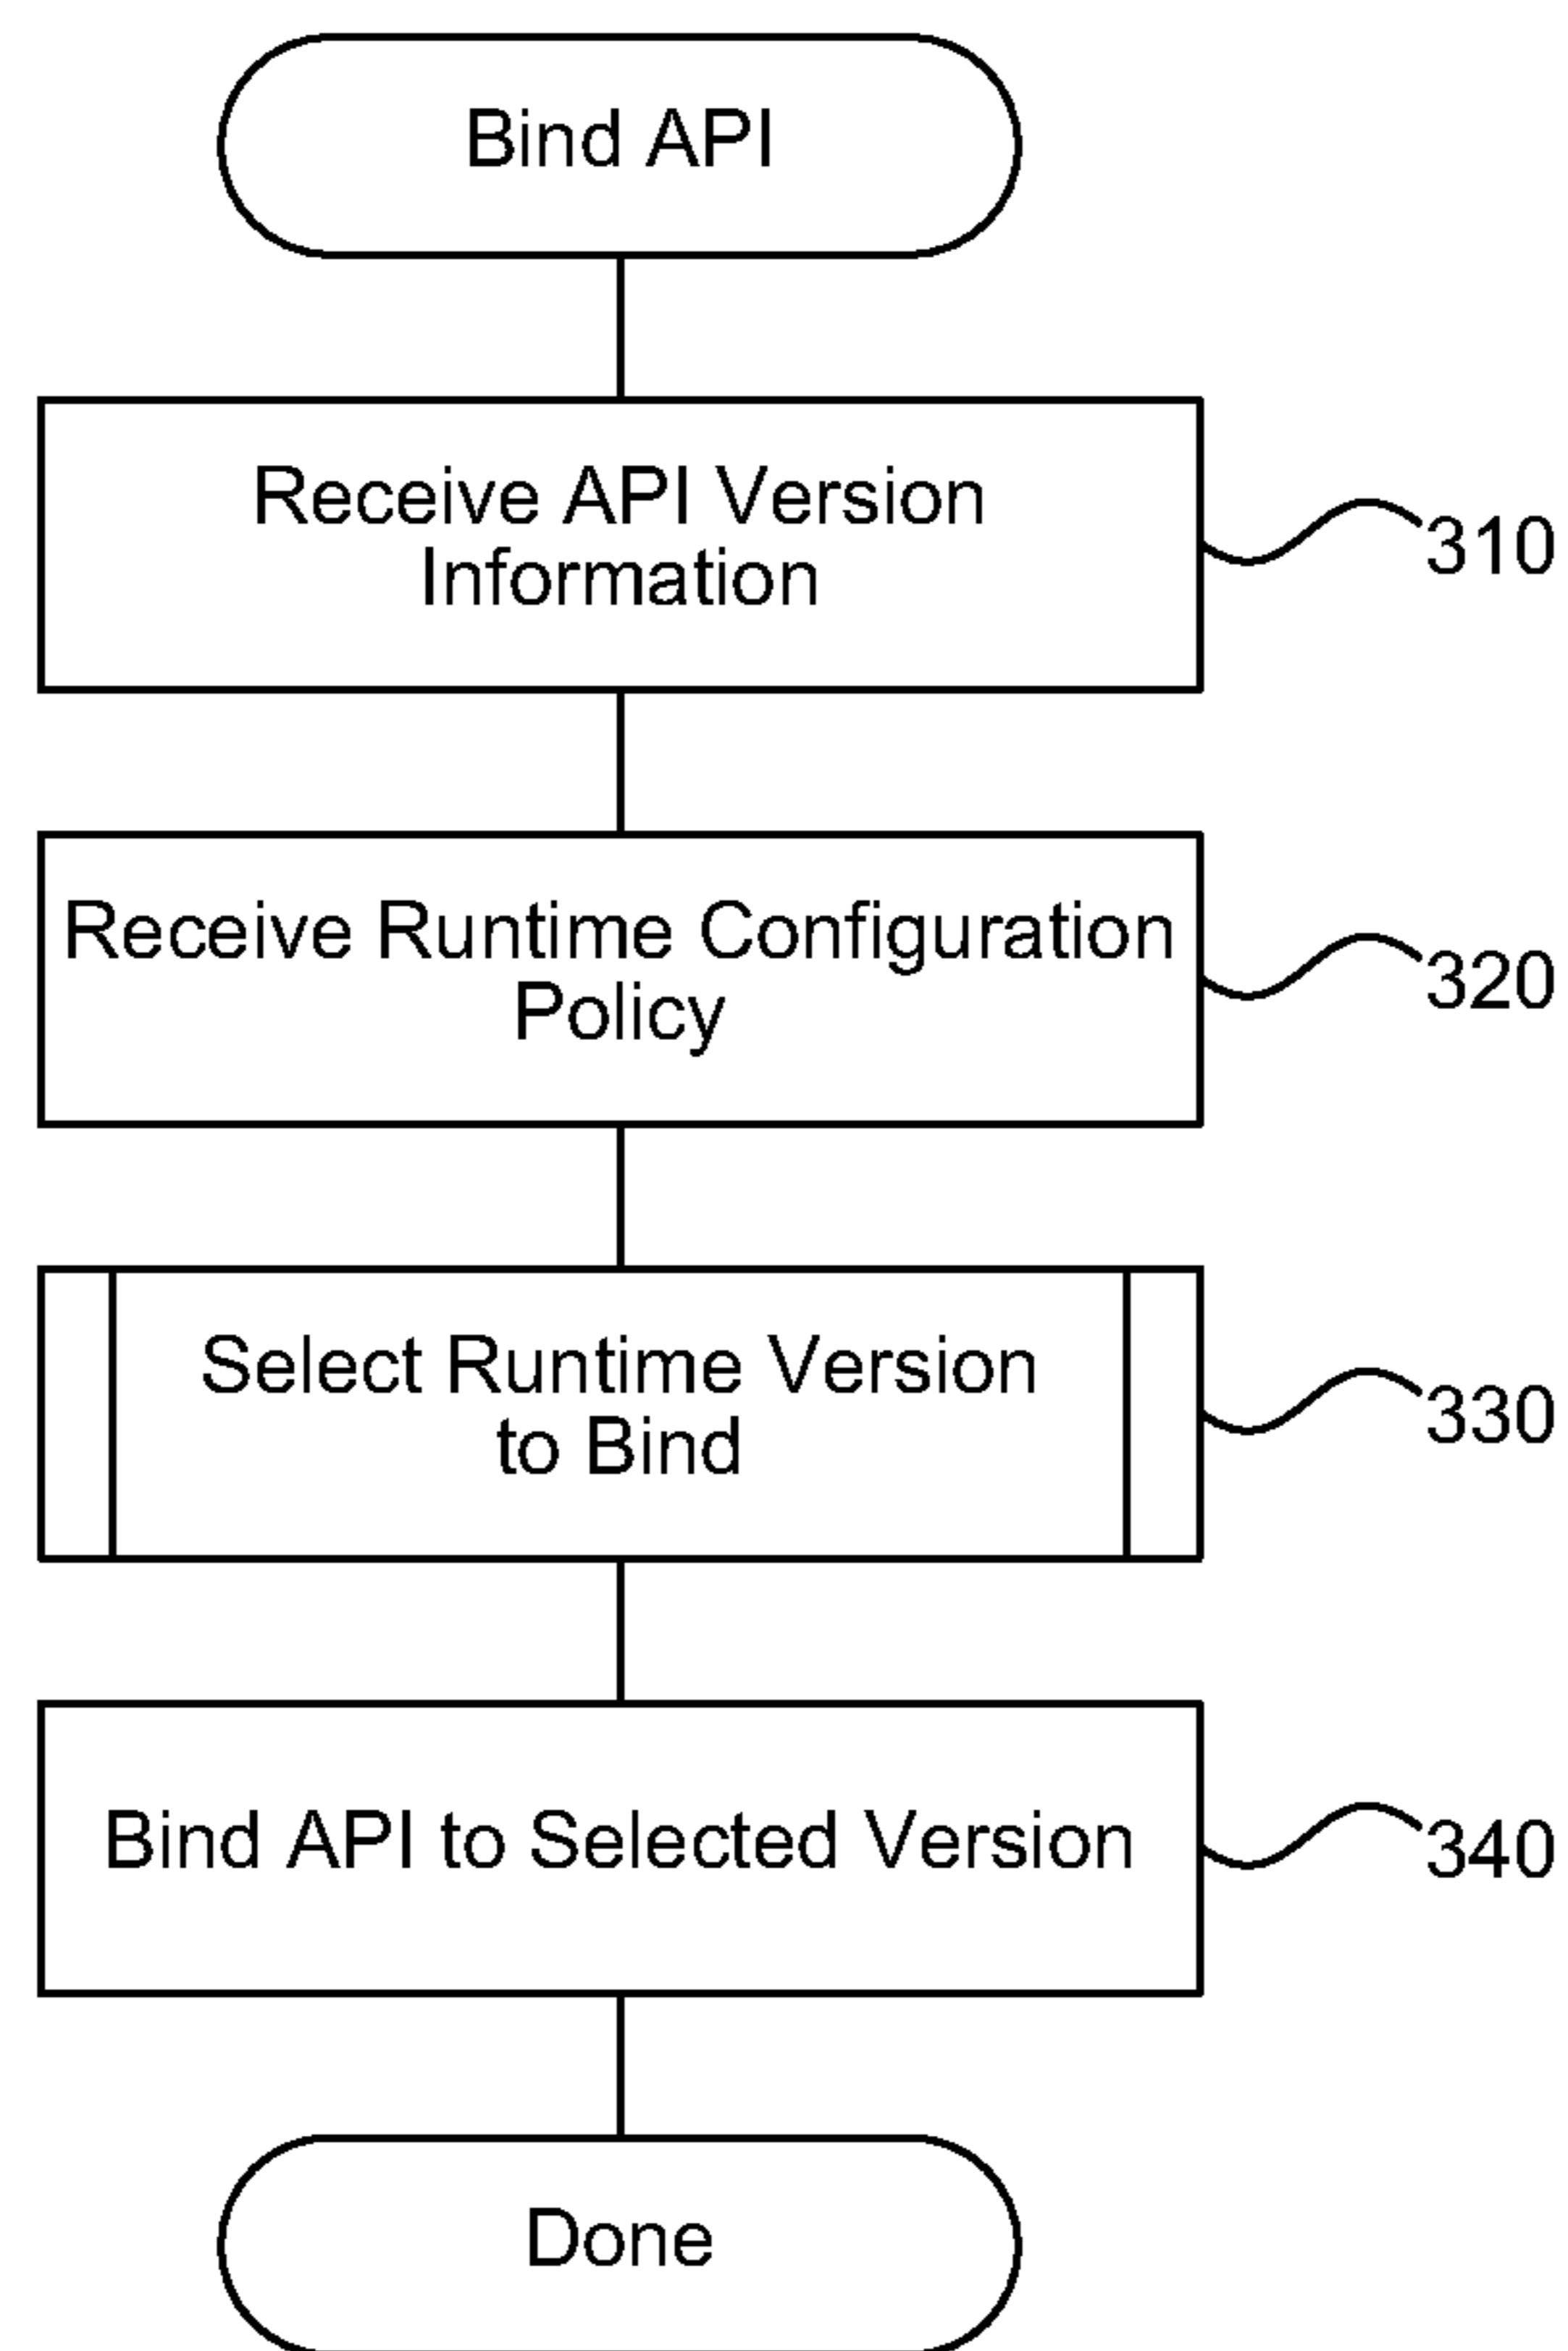 Bind API
Receive API Version
Information
310
Receive Runtime Configuration
Policy
320
Select Runtime Version
to Bind
330
Bind API to Selected Version
340
Done